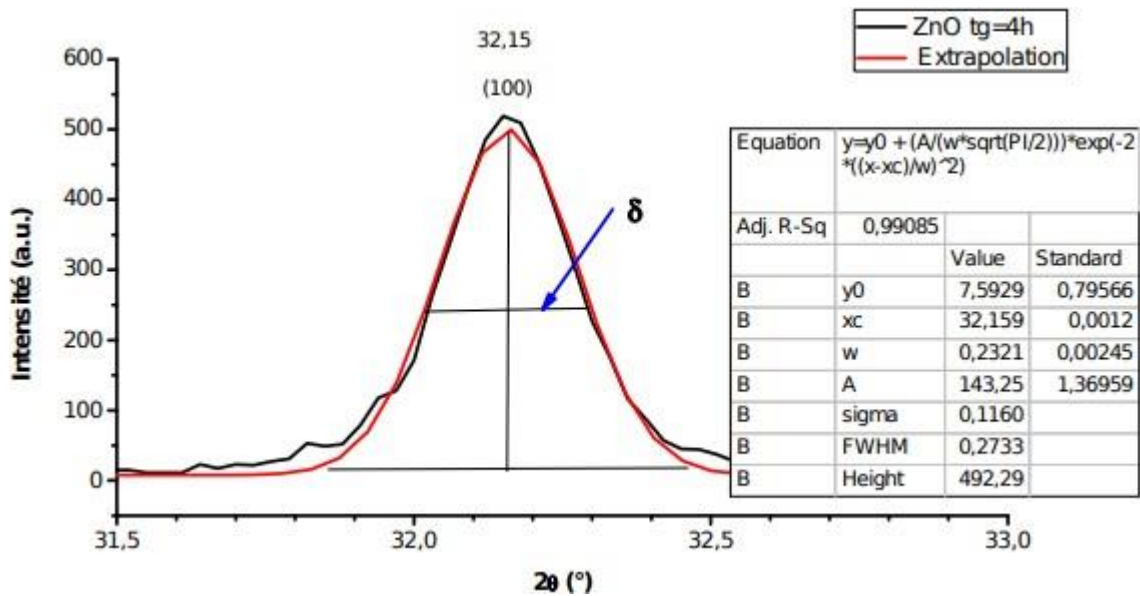 32,15
(100)
ZnO tg=4h
Extrapolation
600
500
400
300
200
100
0
Intensité (a.u.)
δ
31,5 32,0 32,5 33,0
2θ (°)
Equation y=y0 + (A/(w*sqrt(PI/2)))*exp(-2
*((x-xc)/w)^2)
Adj. R-Sq 0,99085
Value Standard
B y0 7,5929 0,79566
B xc 32,159 0,0012
B w 0,2321 0,00245
B A 143,25 1,36959
B sigma 0,1160
B FWHM 0,2733
B Height 492,29